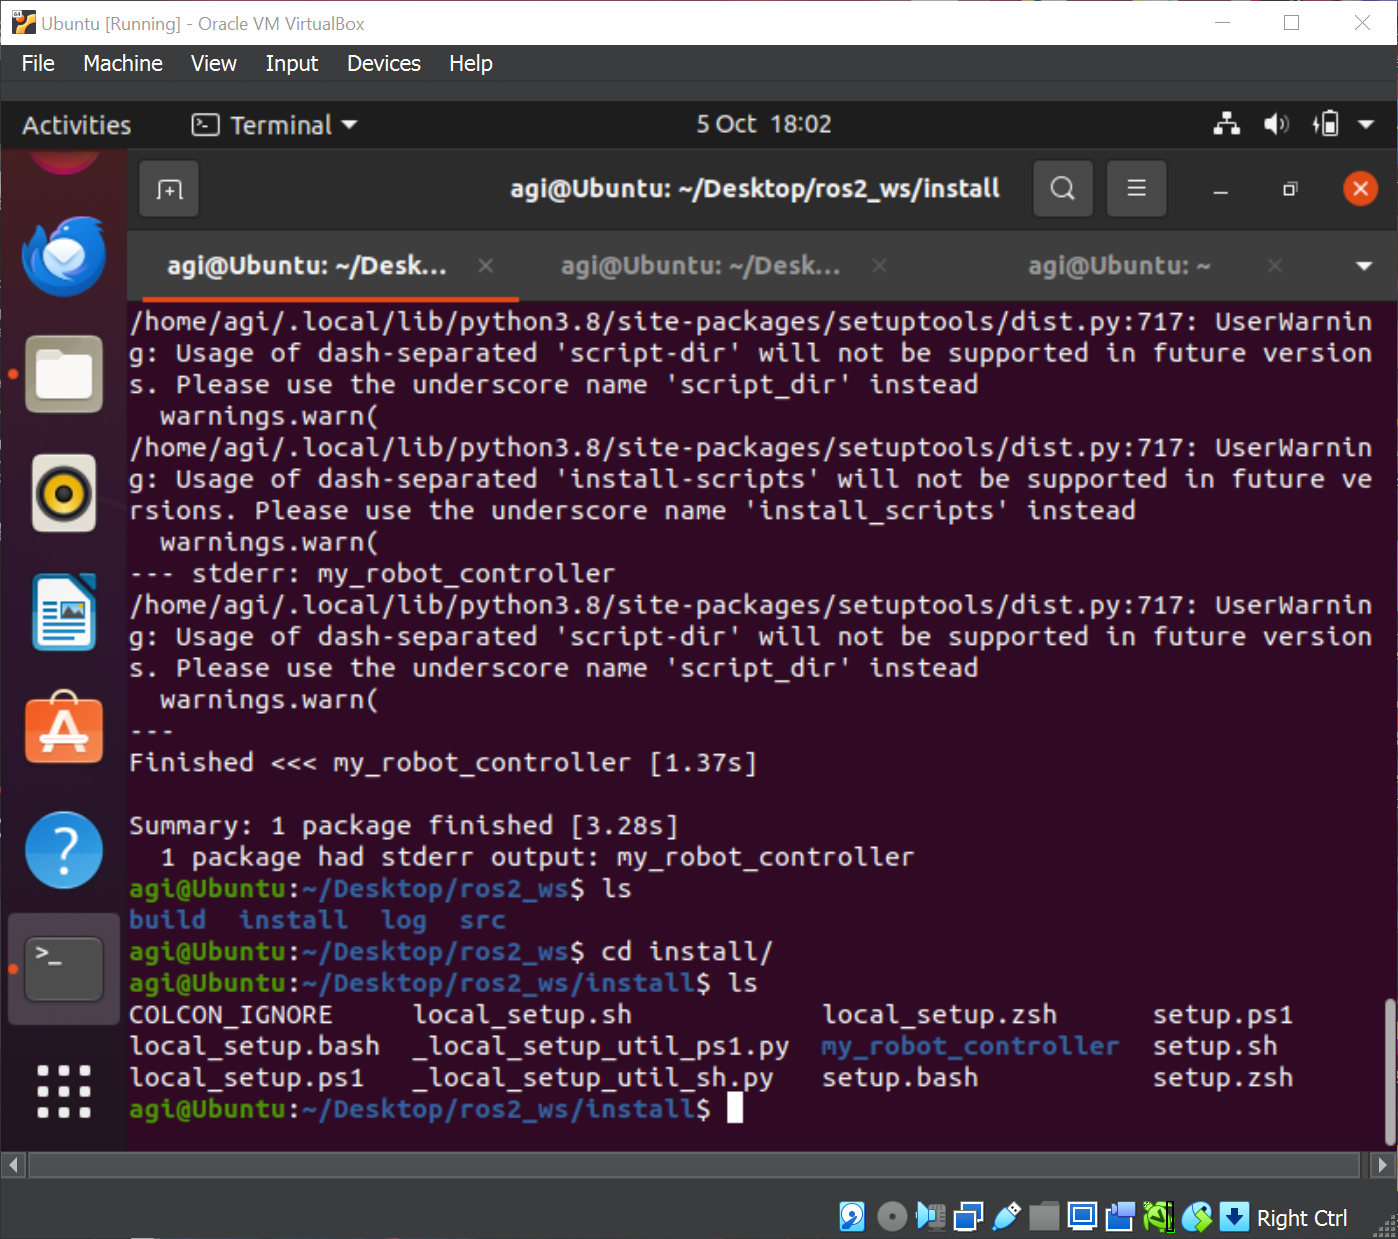 Ubuntu [Running] - Oracle VM VirtualBox
File Machine View Input Devices Help
Activities Terminal 5 Oct 18:02
agi@Ubuntu: ~/Desktop/ros2_ws/install
agi@Ubuntu: ~/Desk... agi@Ubuntu: ~/Desk... agi@Ubuntu: ~
/home/agi/.local/lib/python3.8/site-packages/setuptools/dist.py:717: UserWarnin
g: Usage of dash-separated 'script-dir' will not be supported in future version
s. Please use the underscore name 'script_dir' instead
  warnings.warn(
/home/agi/.local/lib/python3.8/site-packages/setuptools/dist.py:717: UserWarnin
g: Usage of dash-separated 'install-scripts' will not be supported in future ve
rsions. Please use the underscore name 'install_scripts' instead
  warnings.warn(
--- stderr: my_robot_controller
/home/agi/.local/lib/python3.8/site-packages/setuptools/dist.py:717: UserWarnin
g: Usage of dash-separated 'script-dir' will not be supported in future version
s. Please use the underscore name 'script_dir' instead
  warnings.warn(
---
Finished <<< my_robot_controller [1.37s]
Summary: 1 package finished [3.28s]
  1 package had stderr output: my_robot_controller
agi@Ubuntu:~/Desktop/ros2_ws$ ls
build  install  log  src
agi@Ubuntu:~/Desktop/ros2_ws$ cd install/
agi@Ubuntu:~/Desktop/ros2_ws/install$ ls
COLCON_IGNORE     local_setup.sh            local_setup.zsh      setup.ps1
local_setup.bash  _local_setup_util_ps1.py  my_robot_controller  setup.sh
local_setup.ps1   _local_setup_util_sh.py   setup.bash           setup.zsh
agi@Ubuntu:~/Desktop/ros2_ws/install$
Right Ctrl